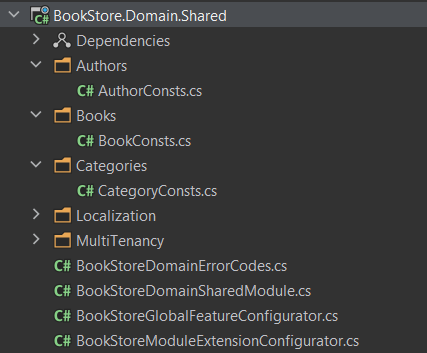 BookStore.Domain.Shared
Dependencies
Authors
C# AuthorConsts.cs
Books
C# BookConsts.cs
Categories
C# CategoryConsts.cs
Localization
MultiTenancy
C# BookStoreDomainErrorCodes.cs
C# BookStoreDomainSharedModule.cs
C# BookStoreGlobalFeatureConfigurator.cs
C# BookStoreModuleExtensionConfigurator.cs